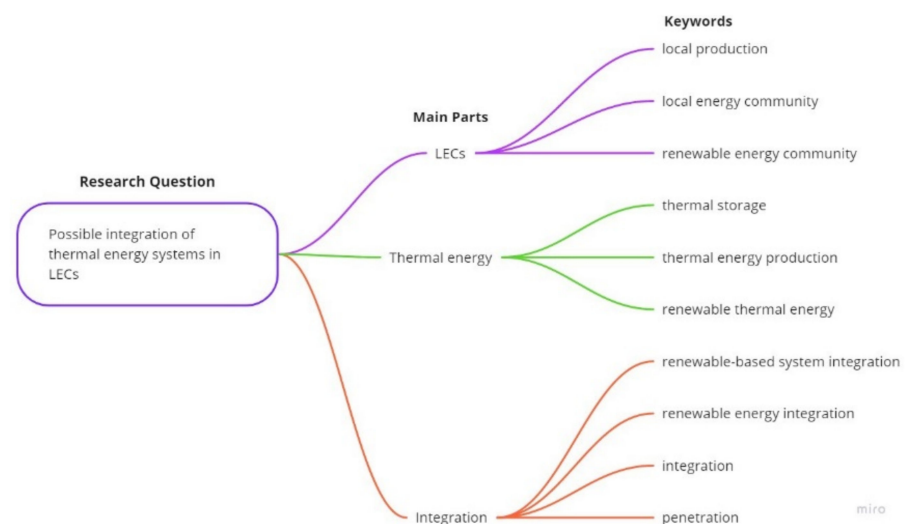 Keywords
local production
local energy community
Main Parts
LECs
renewable energy community
Research Question
thermal storage
Possible integration of
thermal energy systems in
LECs
Thermal energy
thermal energy production
renewable thermal energy
renewable-based system integration
renewable energy integration
integration
Integration
penetration
miro